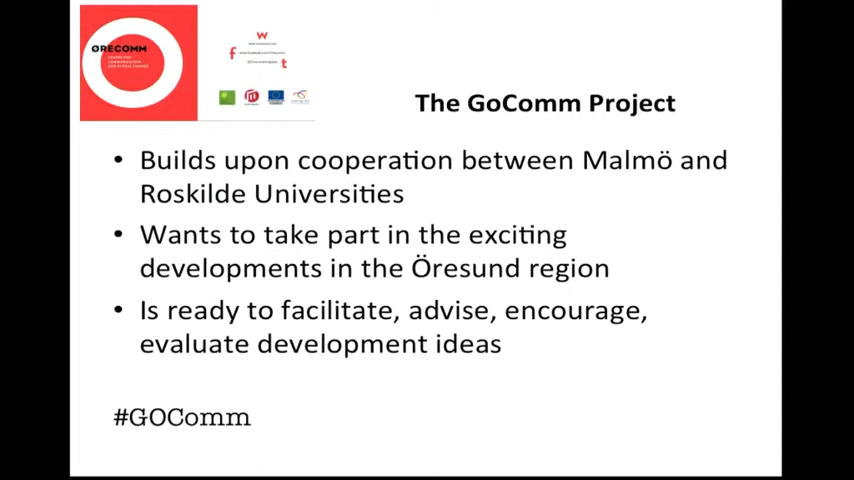 ØRECOMM
w
f
t
The GoComm Project
• Builds upon cooperation between Malmö and
Roskilde Universities
• Wants to take part in the exciting
developments in the Öresund region
• Is ready to facilitate, advise, encourage,
evaluate development ideas
#GOComm